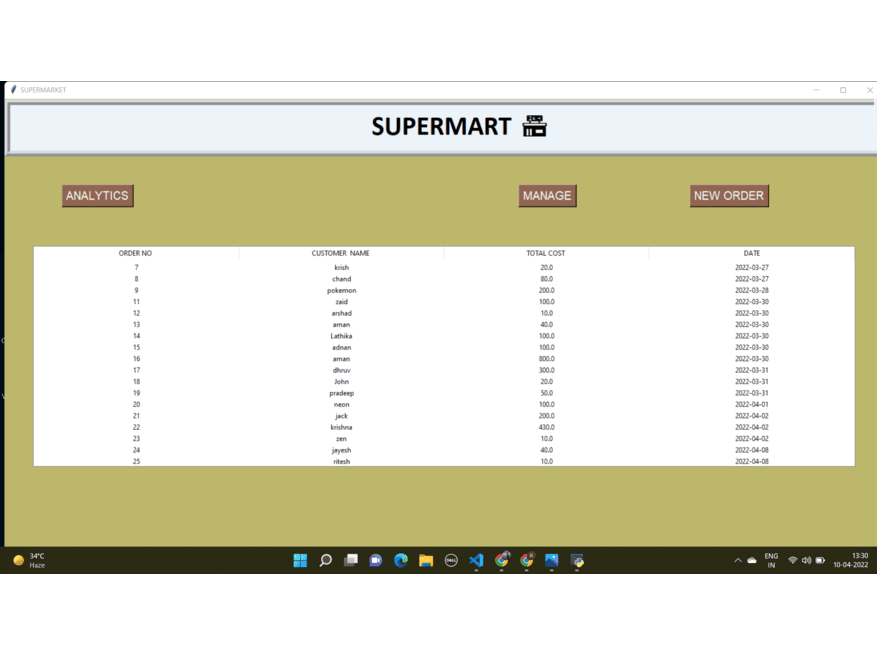 SUPERMARKET
SUPERMART
ANALYTICS MANAGE NEW ORDER
ORDER NO CUSTOMER NAME TOTAL COST DATE
7 krish 20.0 2022-03-27
8 chand 80.0 2022-03-27
9 pokemon 200.0 2022-03-28
11 zaid 100.0 2022-03-30
12 arshad 10.0 2022-03-30
13 aman 40.0 2022-03-30
14 Lathika 100.0 2022-03-30
15 adnan 100.0 2022-03-30
16 aman 800.0 2022-03-30
17 dhruv 300.0 2022-03-31
18 John 20.0 2022-03-31
19 pradeep 50.0 2022-03-31
20 neon 100.0 2022-04-01
21 jack 200.0 2022-04-02
22 krishna 430.0 2022-04-02
23 zen 10.0 2022-04-02
24 jayesh 40.0 2022-04-08
25 ritesh 10.0 2022-04-08
34°C
Haze
DELL
ENG
IN
13:30
10-04-2022